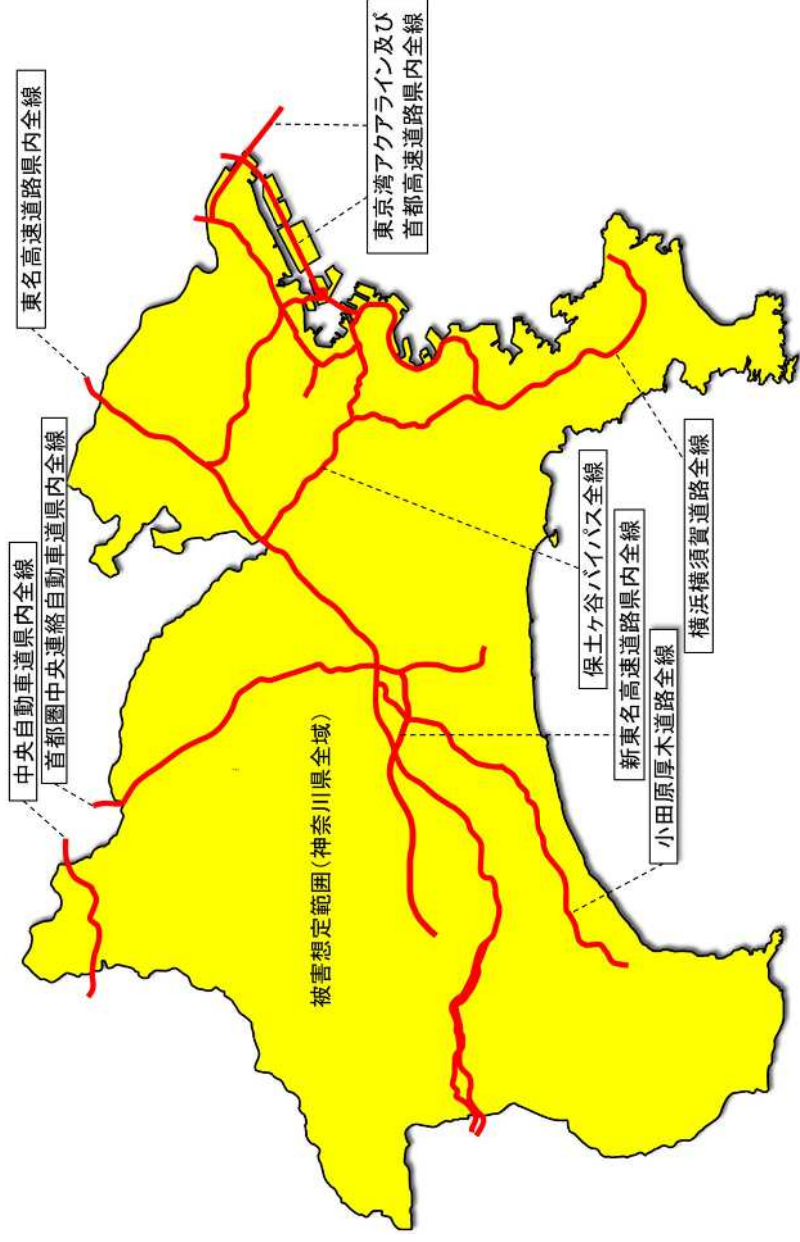 中央自動車道県内全線
首都圏中央連絡自動車道県内全線
東名高速道路県内全線
東京湾アクアライン及び
首都高速道路県内全線
被害想定範囲(神奈川県全域)
保土ヶ谷バイパス全線
新東名高速道路県内全線
小田原厚木道路全線
横浜横須賀道路全線